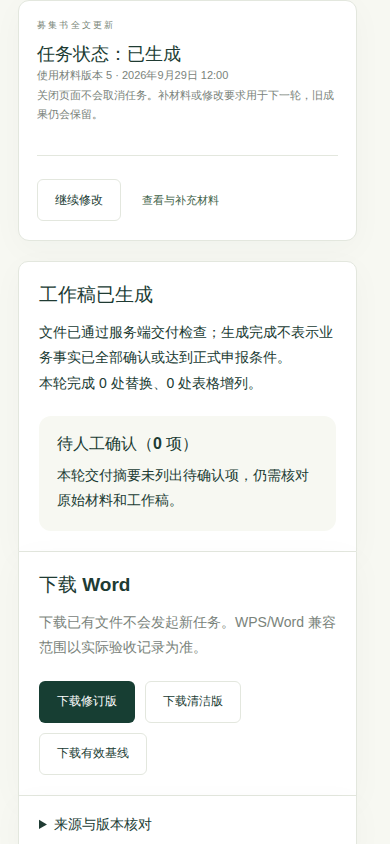 募集书全文更新
任务状态：已生成
使用材料版本 5 · 2026年9月29日 12:00
关闭页面不会取消任务。补材料或修改要求用于下一轮，旧成
果仍会保留。
继续修改
查看与补充材料
工作稿已生成
文件已通过服务端交付检查；生成完成不表示业
务事实已全部确认或达到正式申报条件。
本轮完成 0 处替换、0 处表格增列。
待人工确认（0 项）
本轮交付摘要未列出待确认项，仍需核对
原始材料和工作稿。
下载 Word
下载已有文件不会发起新任务。WPS/Word 兼容
范围以实际验收记录为准。
下载修订版
下载清洁版
下载有效基线
来源与版本核对